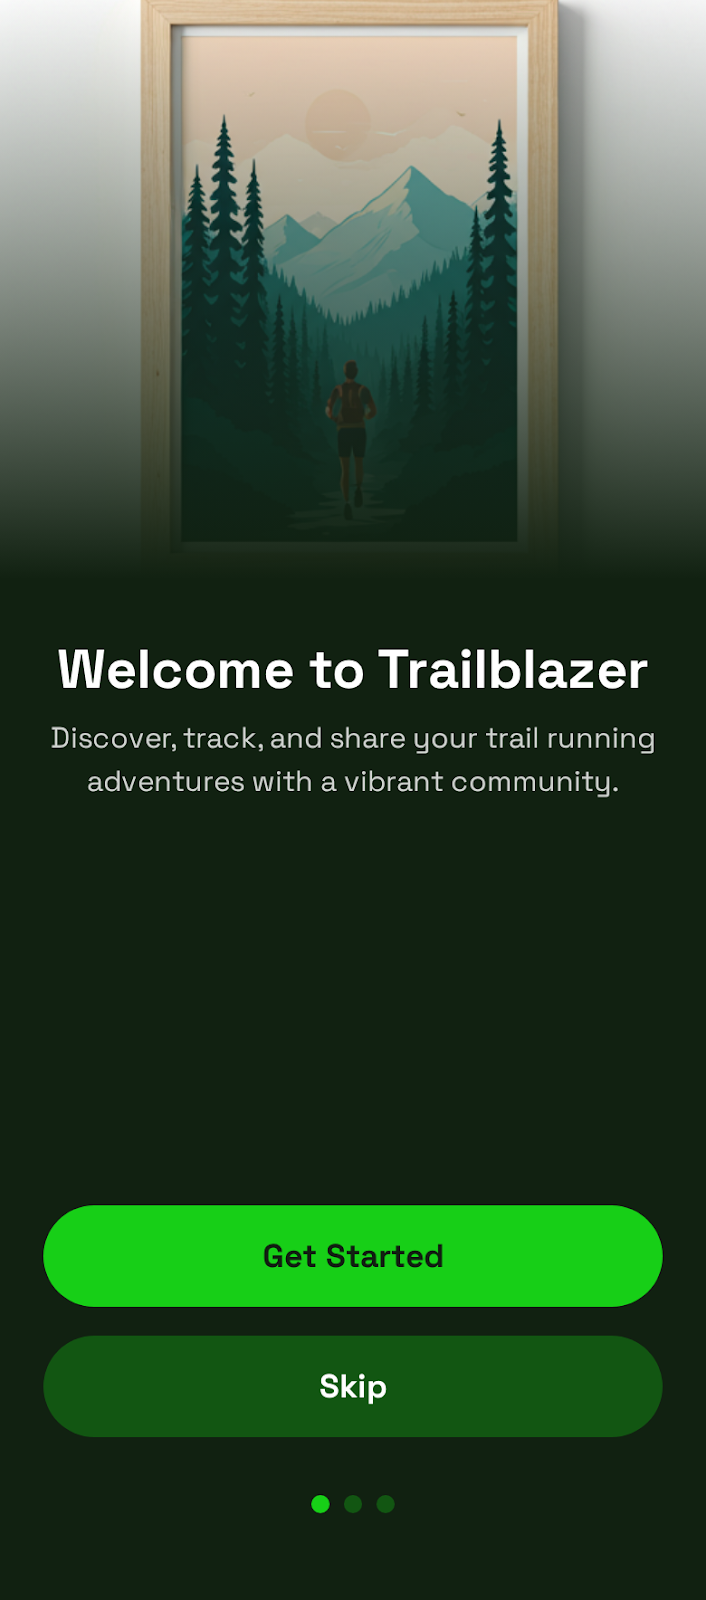 Welcome to Trailblazer
Discover, track, and share your trail running
adventures with a vibrant community.
Get Started
Skip